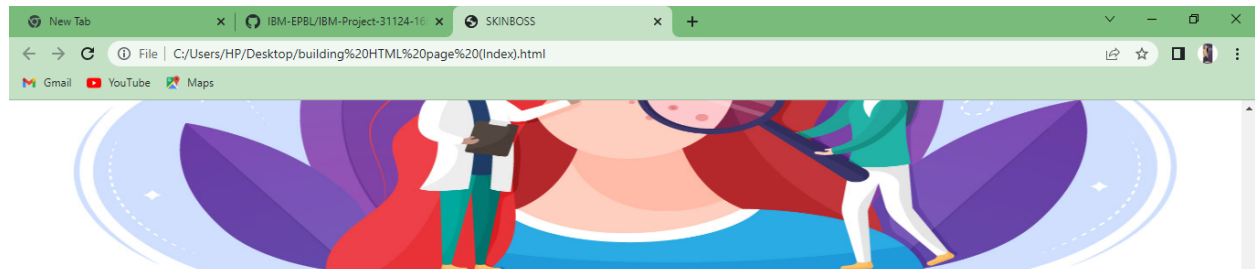 New Tab
IBM-EPBL/IBM-Project-31124-16
SKINBOSS
File | C:/Users/HP/Desktop/building%20HTML%20page%20(Index).html
Gmail YouTube Maps